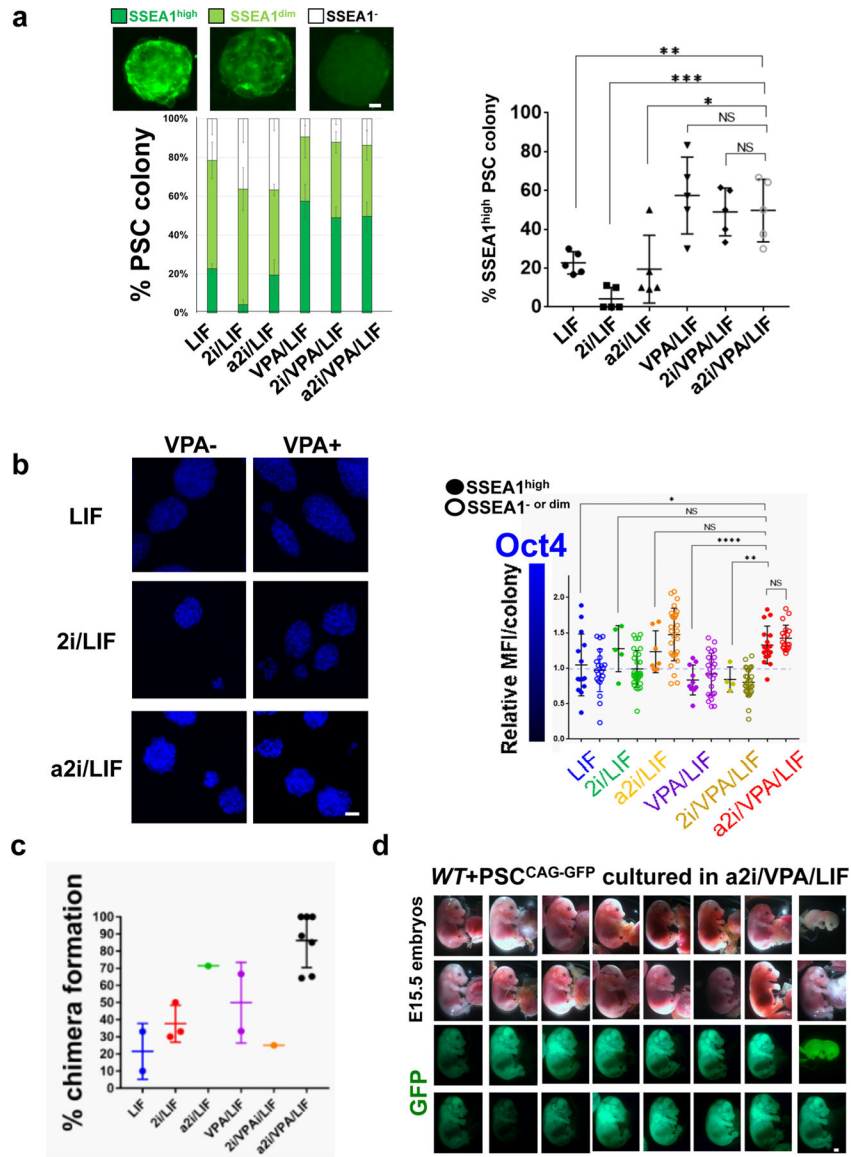 a
SSEA1high SSEA1dim SSEA1-
% PSC colony
100%
80%
60%
40%
20%
0%
LIF
2i/LIF
a2i/LIF
VPA/LIF
2i/VPA/LIF
a2i/VPA/LIF
**
***
*
NS
NS
% SSEA1high PSC colony
100
80
60
40
20
0
LIF
2i/LIF
a2i/LIF
VPA/LIF
2i/VPA/LIF
a2i/VPA/LIF
b
VPA- VPA+
LIF
2i/LIF
a2i/LIF
SSEA1high
SSEA1- or dim
Oct4
*
NS
NS
****
**
NS
Relative MFI/colony
2.0
1.5
1.0
0.5
0.0
LIF
2i/LIF
a2i/LIF
VPA/LIF
2i/VPA/LIF
a2i/VPA/LIF
c
% chimera formation
100
90
80
70
60
50
40
30
20
10
0
LIF
2i/LIF
a2i/LIF
VPA/LIF
2i/VPA/LIF
a2i/VPA/LIF
d
WT+PSCCAG-GFP cultured in a2i/VPA/LIF
E15.5 embryos
GFP